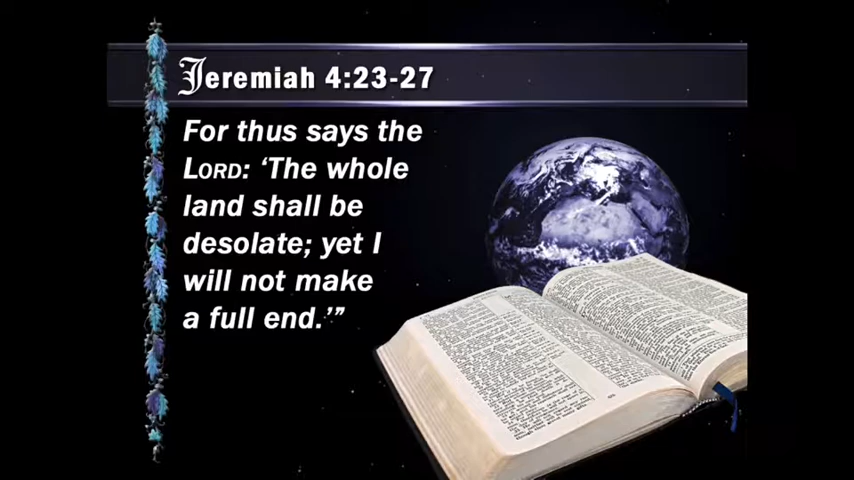 Jeremiah 4:23-27
For thus says the
LORD: ‘The whole
land shall be
desolate; yet I
will not make
a full end.’”